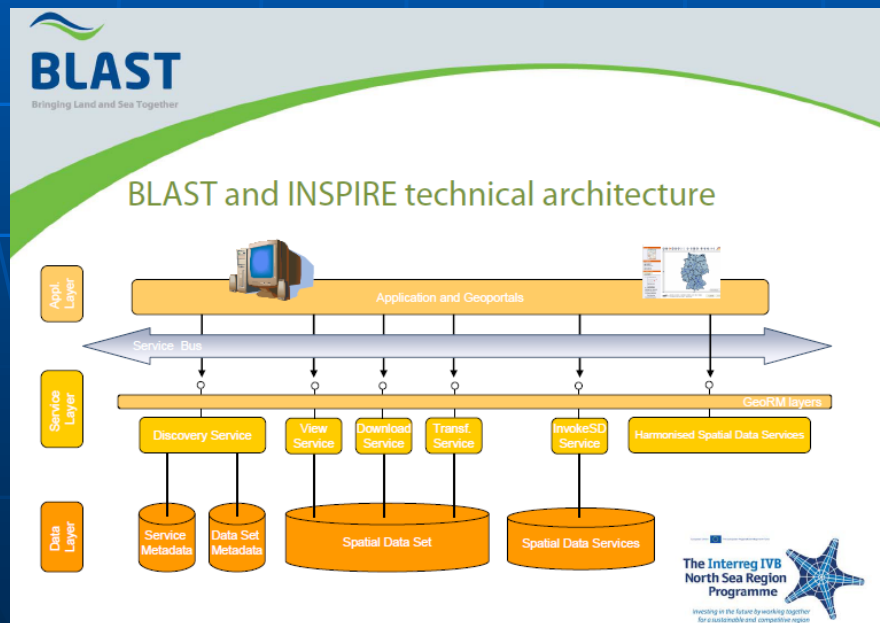 BLAST
Bringing Land and Sea Together
BLAST and INSPIRE technical architecture
Appl.
Layer
Application and Geoportals
Service Bus
Service
Layer
GeoRM layers
Discovery Service
View
Service
Download
Service
Transf.
Service
InvokeSD
Service
Harmonised Spatial Data Services
Data
Layer
Service
Metadata
Data Set
Metadata
Spatial Data Set
Spatial Data Services
The Interreg IVB
North Sea Region
Programme
Investing in the future by working together
for a sustainable and competitive region